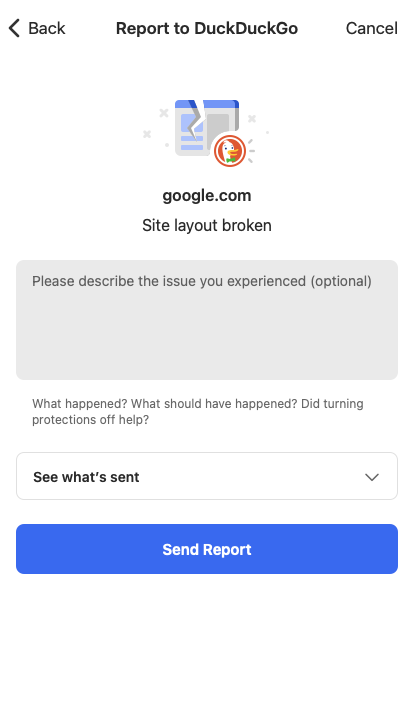 Back
Report to DuckDuckGo
Cancel
google.com
Site layout broken
Please describe the issue you experienced (optional)
What happened? What should have happened? Did turning
protections off help?
See what’s sent
Send Report